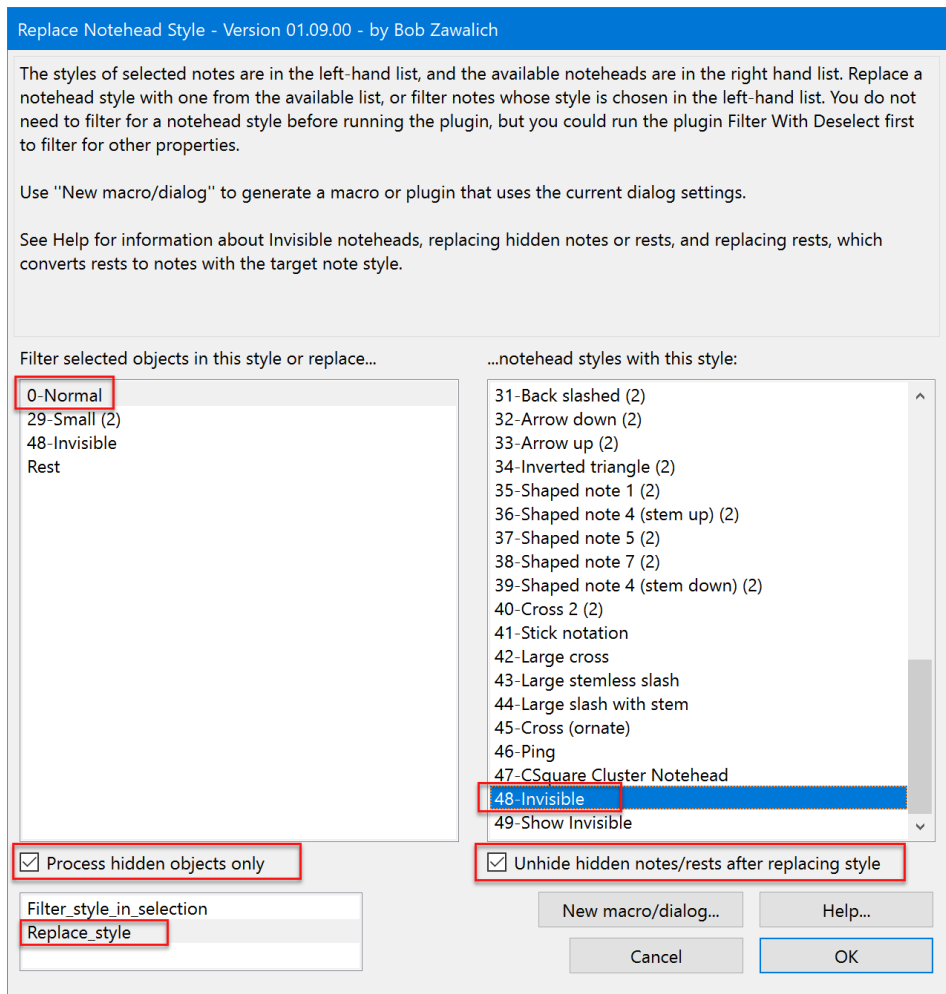 Replace Notehead Style - Version 01.09.00 - by Bob Zawalich
The styles of selected notes are in the left-hand list, and the available noteheads are in the right hand list. Replace a
notehead style with one from the available list, or filter notes whose style is chosen in the left-hand list. You do not
need to filter for a notehead style before running the plugin, but you could run the plugin Filter With Deselect first
to filter for other properties.
Use ''New macro/dialog'' to generate a macro or plugin that uses the current dialog settings.
See Help for information about Invisible noteheads, replacing hidden notes or rests, and replacing rests, which
converts rests to notes with the target note style.
Filter selected objects in this style or replace...
0-Normal
29-Small (2)
48-Invisible
Rest
Process hidden objects only
Filter_style_in_selection
Replace_style
...notehead styles with this style:
31-Back slashed (2)
32-Arrow down (2)
33-Arrow up (2)
34-Inverted triangle (2)
35-Shaped note 1 (2)
36-Shaped note 4 (stem up) (2)
37-Shaped note 5 (2)
38-Shaped note 7 (2)
39-Shaped note 4 (stem down) (2)
40-Cross 2 (2)
41-Stick notation
42-Large cross
43-Large stemless slash
44-Large slash with stem
45-Cross (ornate)
46-Ping
47-CSquare Cluster Notehead
48-Invisible
49-Show Invisible
Unhide hidden notes/rests after replacing style
New macro/dialog...
Help...
Cancel
OK